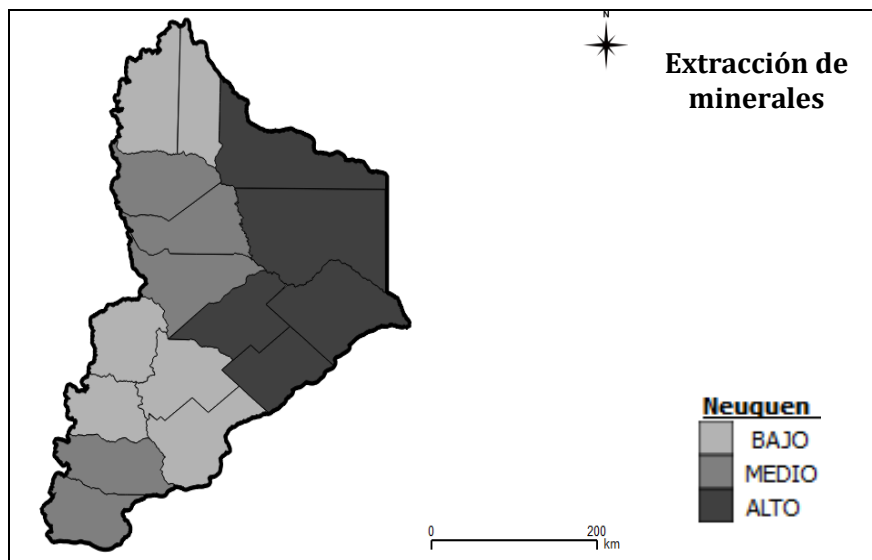 N
Extracción de
minerales
Neuquen
BAJO
MEDIO
ALTO
0 200
km